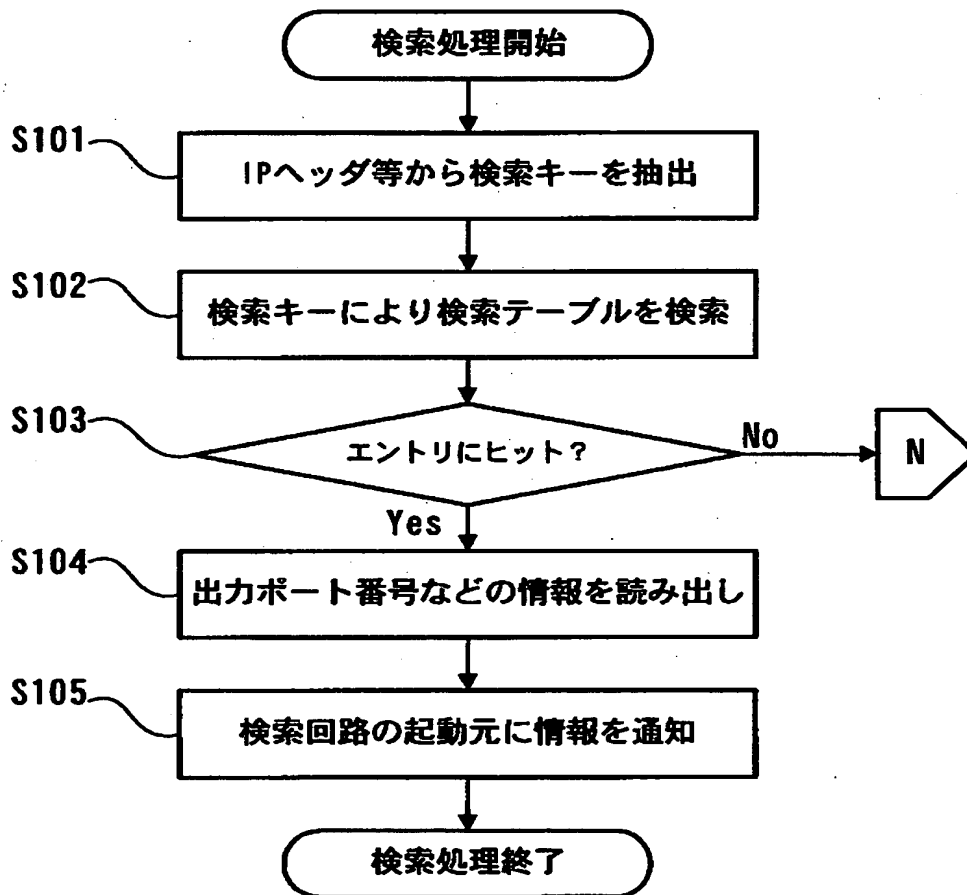 検索処理開始
S101
IPヘッダ等から検索キーを抽出
S102
検索キーにより検索テーブルを検索
S103
エントリにヒット？
No
N
Yes
S104
出力ポート番号などの情報を読み出し
S105
検索回路の起動元に情報を通知
検索処理終了